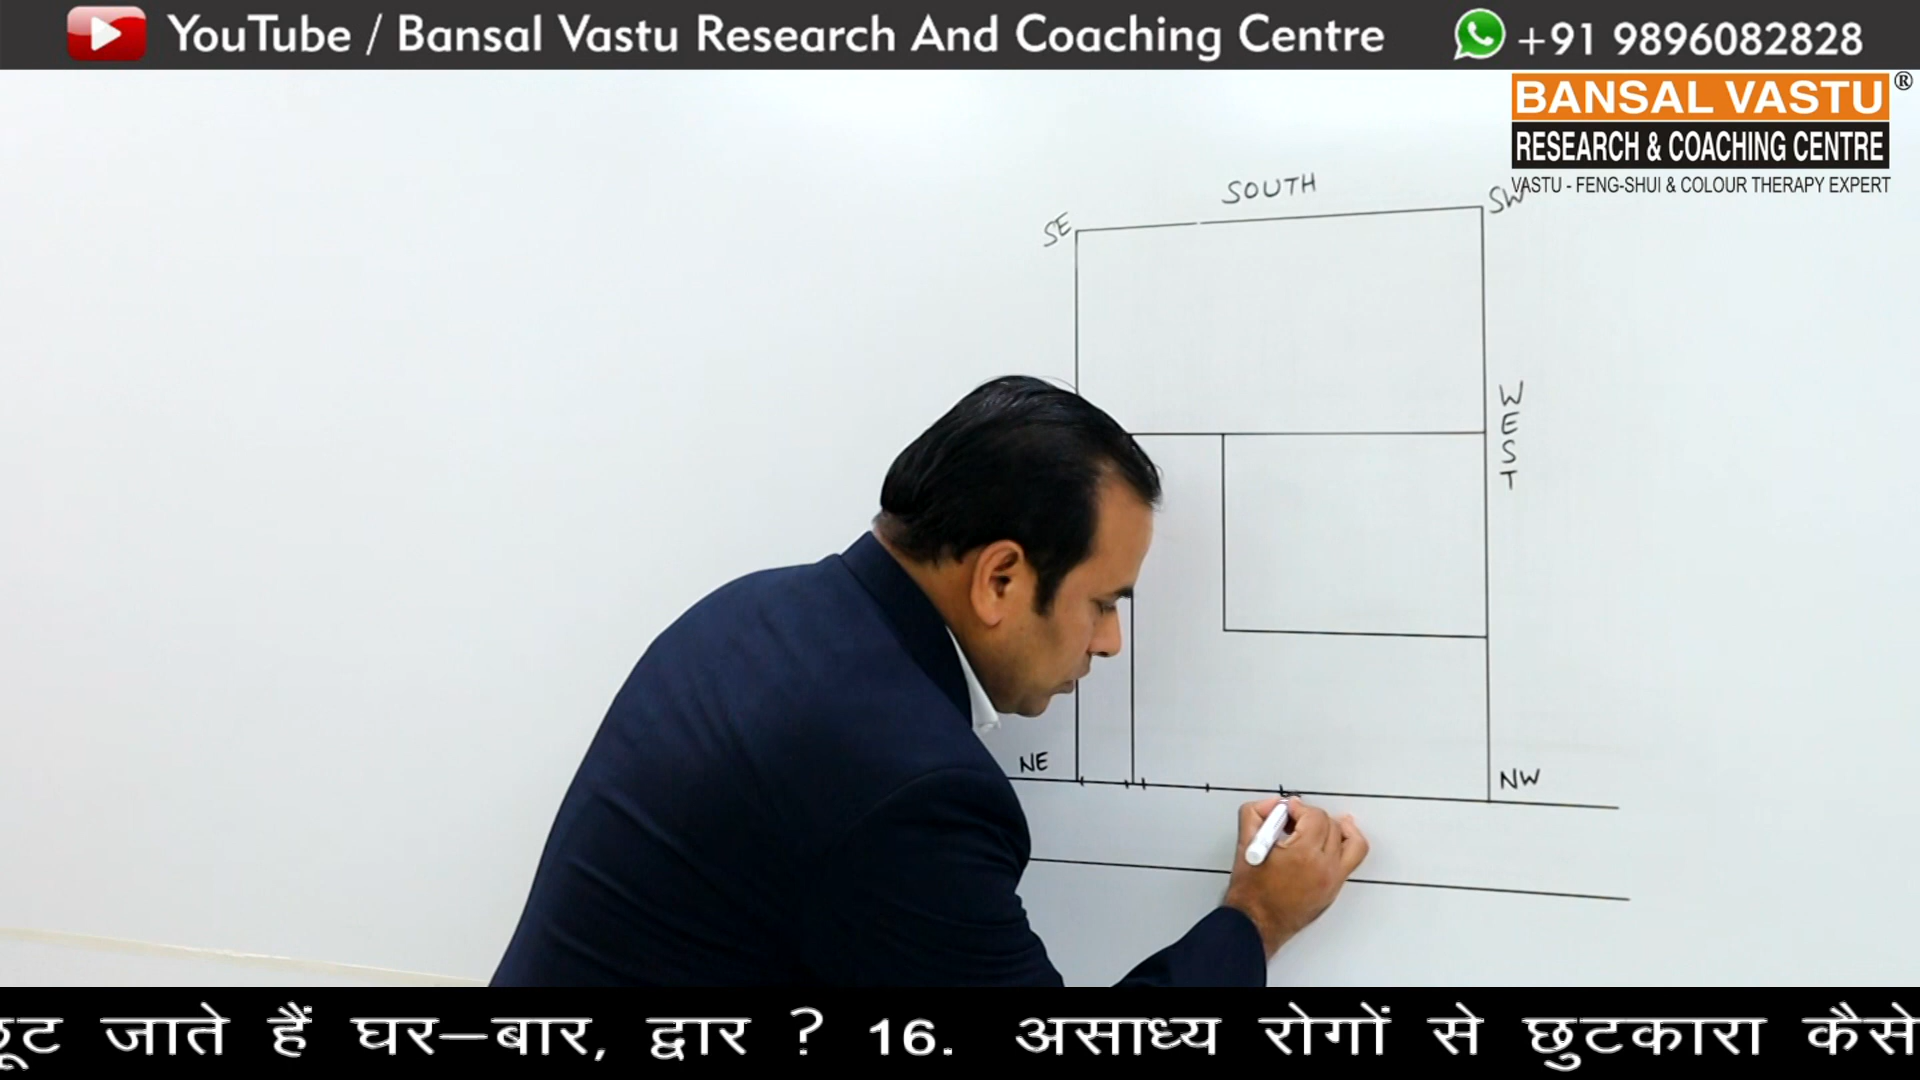 YouTube / Bansal Vastu Research And Coaching Centre
+91 9896082828
BANSAL VASTU ®
RESEARCH & COACHING CENTRE
VASTU - FENG-SHUI & COLOUR THERAPY EXPERT
SOUTH
SE
SW
WEST
NE
NW
जाते हैं घर–बार, द्वार ? 16. असाध्य रोगों से छुटकारा कैसे